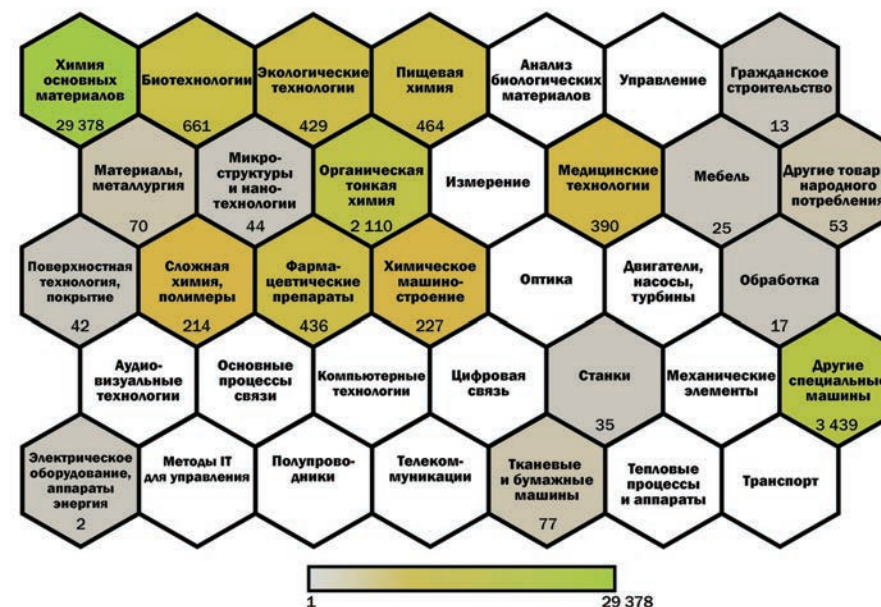 Химия
основных
материалов
29 378
Биотехнологии
661
Экологические
технологии
429
Пищевая
химия
464
Анализ
биологических
материалов
Управление
Гражданское
строительство
13
Материалы,
металлургия
70
Микро-
структуры
и нано-
технологии
44
Органическая
тонкая
химия
2 110
Измерение
Медицинские
технологии
390
Мебель
25
Другие товар
народного
потребления
53
Поверхностная
технология,
покрытие
42
Сложная
химия,
полимеры
214
Фарма-
цевтические
препараты
436
Химическое
машино-
строение
227
Оптика
Двигатели,
насосы,
турбины
Обработка
17
Аудио-
визуальные
технологии
Основные
процессы
связи
Компьютерные
технологии
Цифровая
связь
Станки
35
Механические
элементы
Другие
специальные
машины
3 439
Электрическое
оборудование,
аппараты
энергия
2
Методы IT
для управления
Полупрово-
дники
Телеком-
муникации
Тканевые
и бумажные
машины
77
Тепловые
процессы
и аппараты
Транспорт
1
29 378